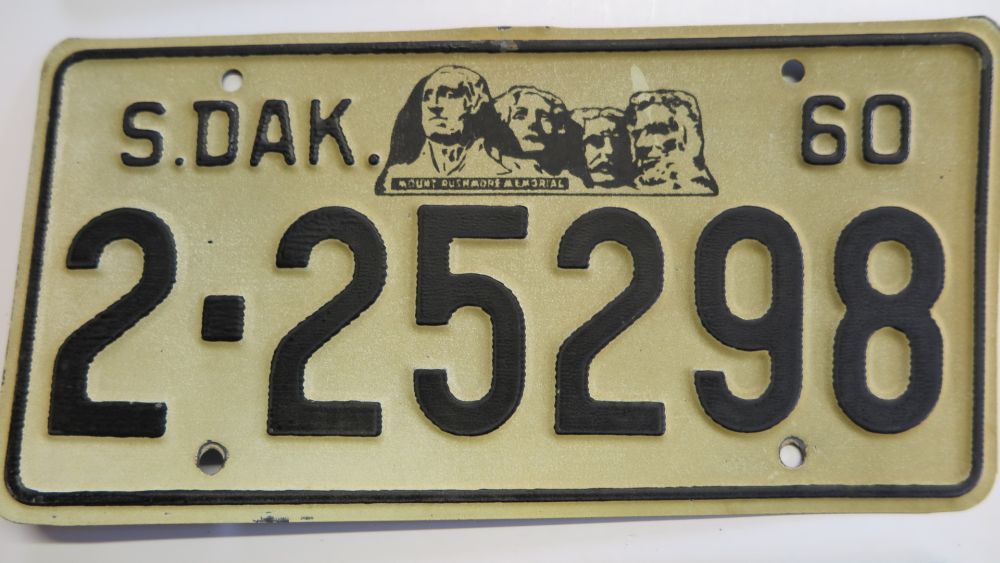 S.DAK. 60
MOUNT RUSHMORE MEMORIAL
2-25298